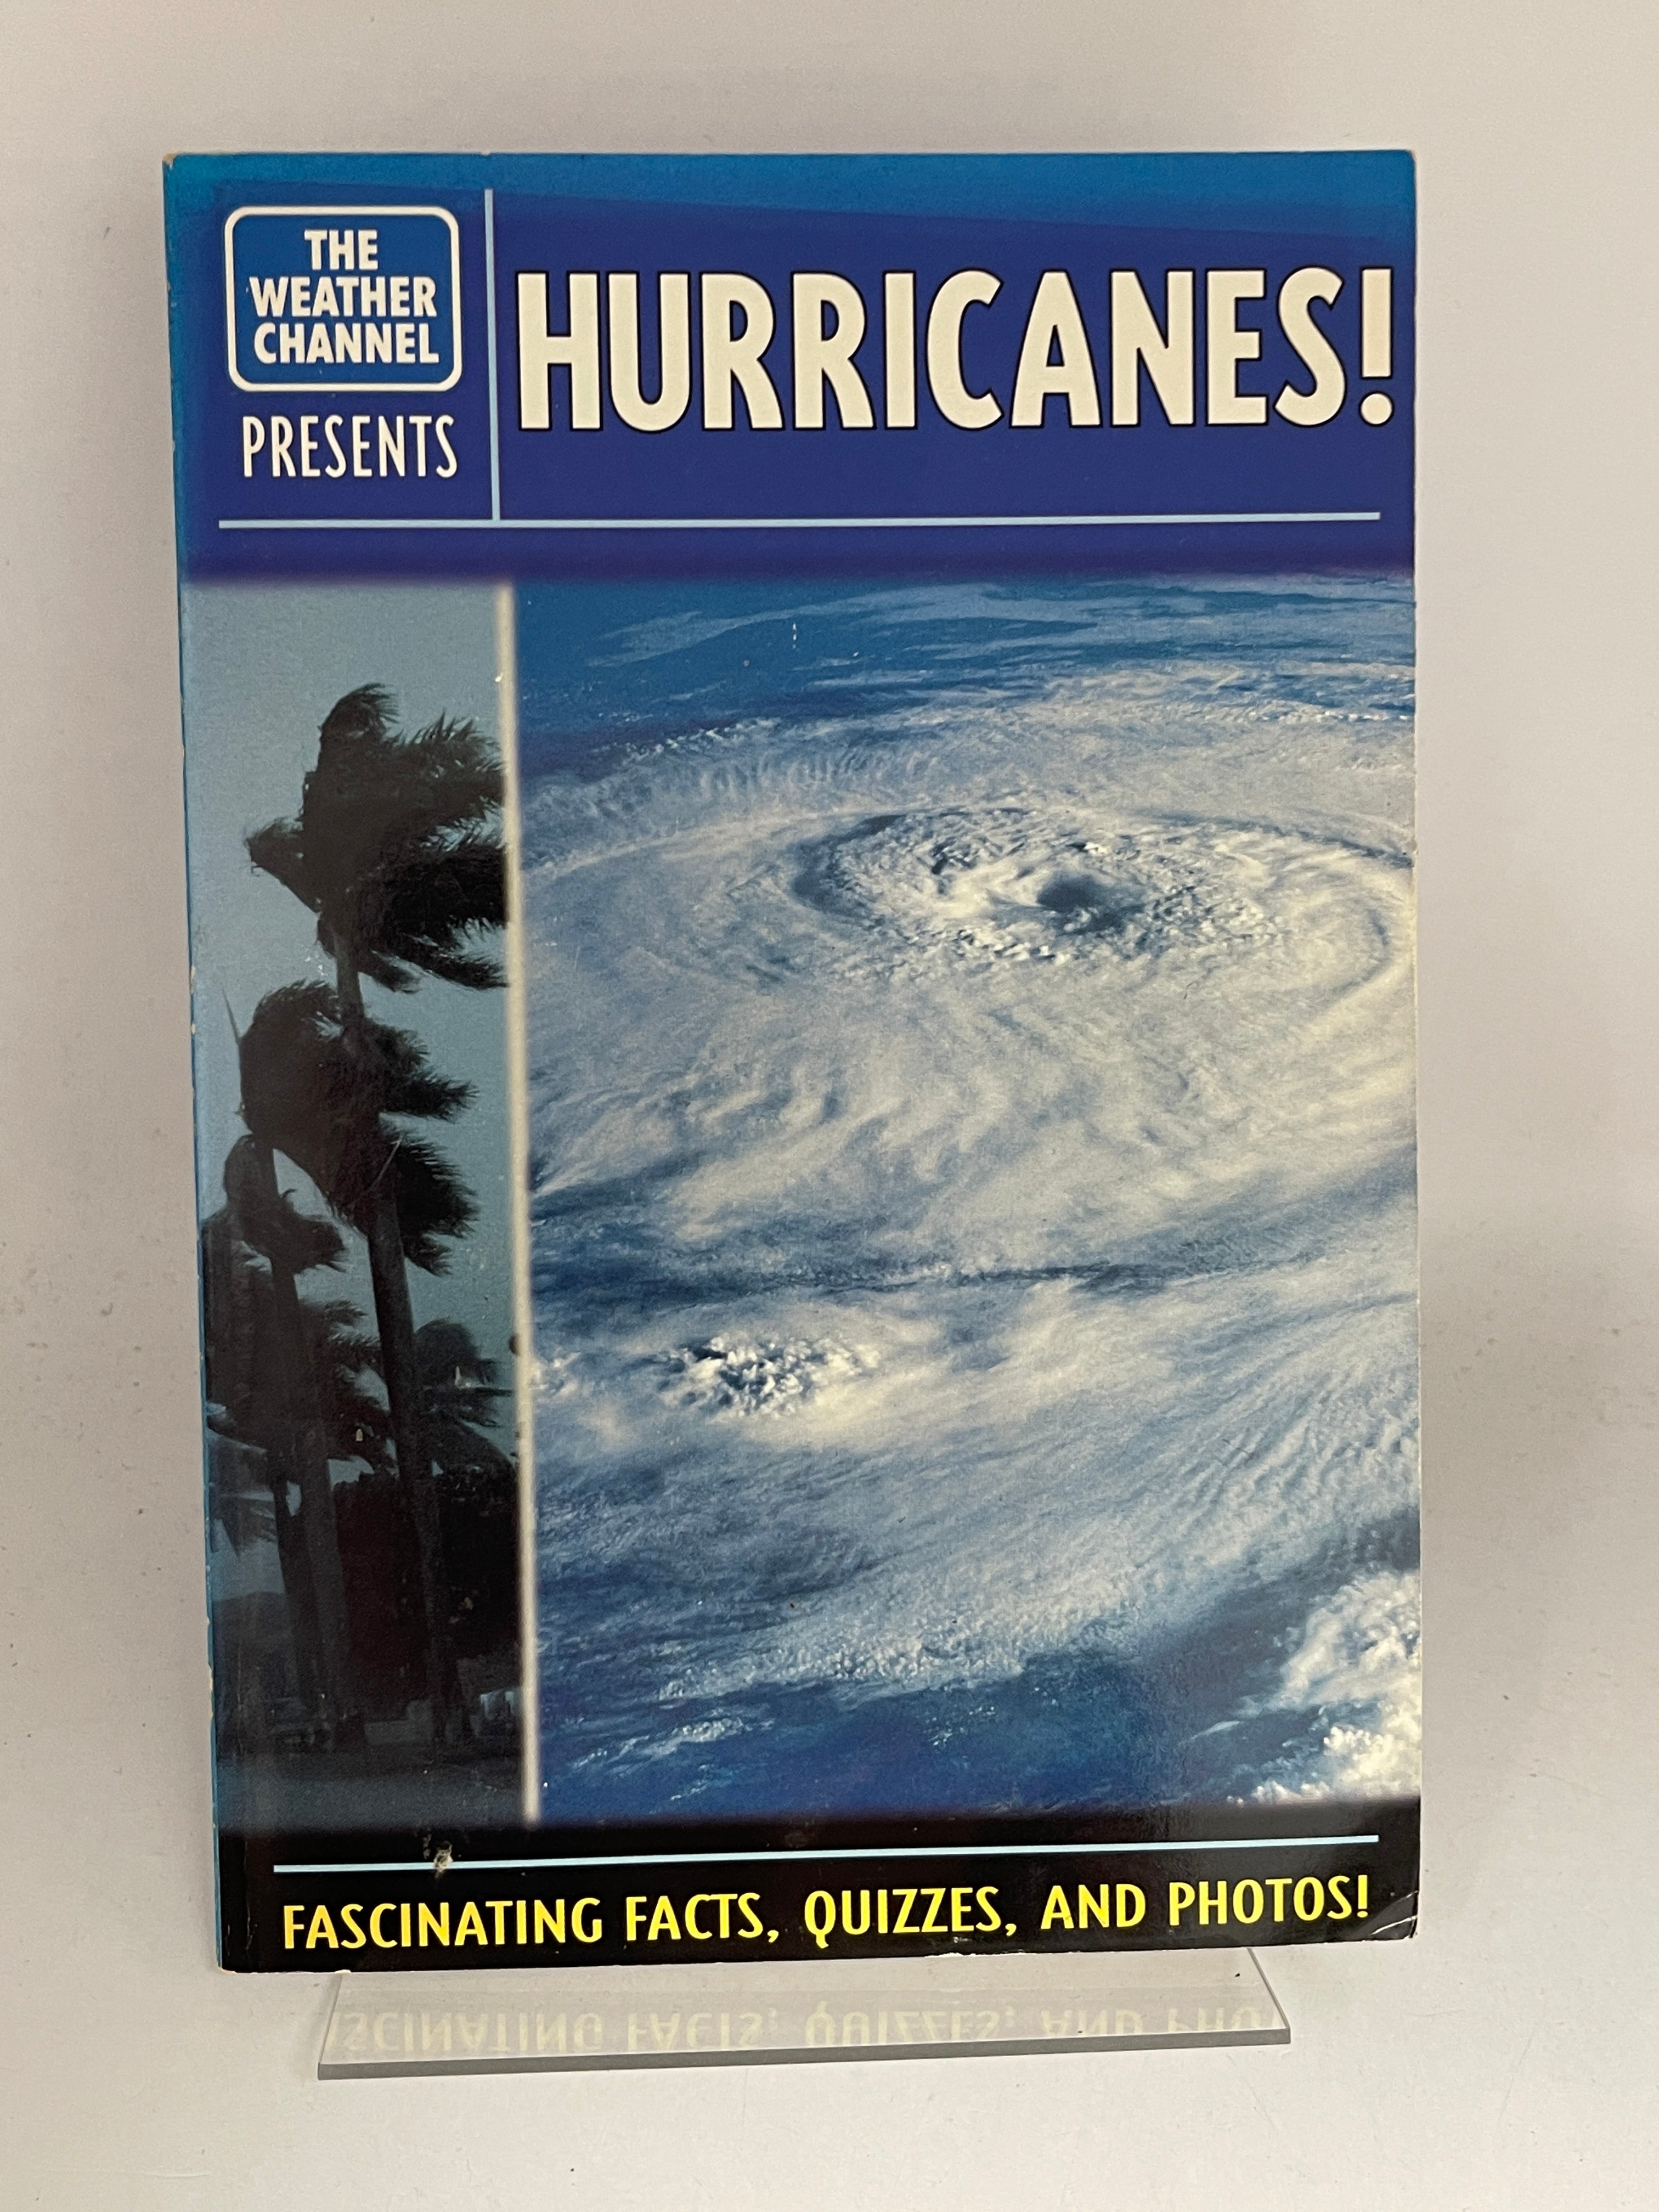 THE
WEATHER
CHANNEL
PRESENTS
HURRICANES!
FASCINATING FACTS, QUIZZES, AND PHOTOS!